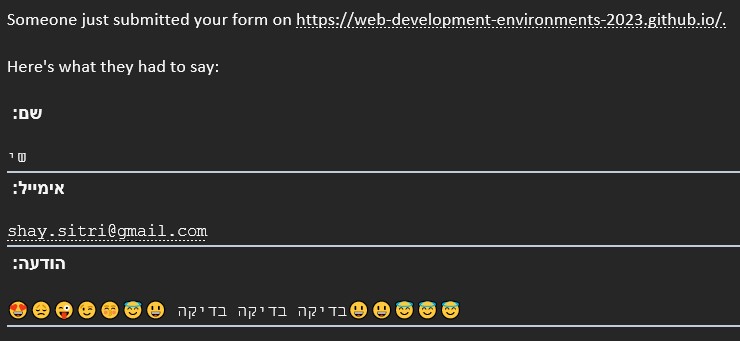 Someone just submitted your form on https://web-development-environments-2023.github.io/.
Here's what they had to say:
שם:
שי
אימייל:
shay.sitri@gmail.com
הודעה:
😍😔😜😉😊😇😃 בדיקה בדיקה בדיקה😃😃😇😇😇